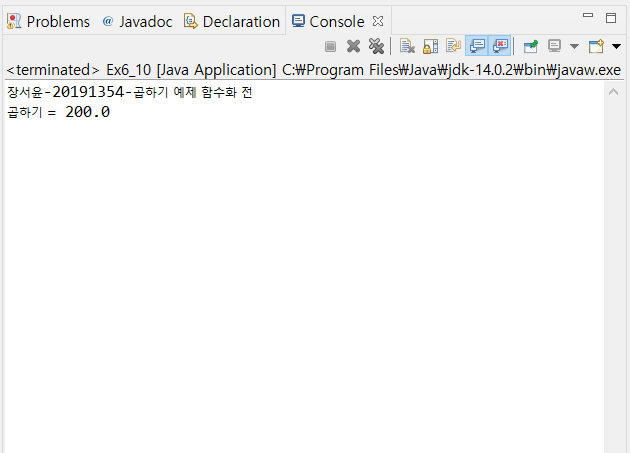 Problems @ Javadoc Declaration Console
<terminated> Ex6_10 [Java Application] C:₩Program Files₩Java₩jdk-14.0.2₩bin₩javaw.exe
장서윤-20191354-곱하기 예제 함수화 전
곱하기 = 200.0